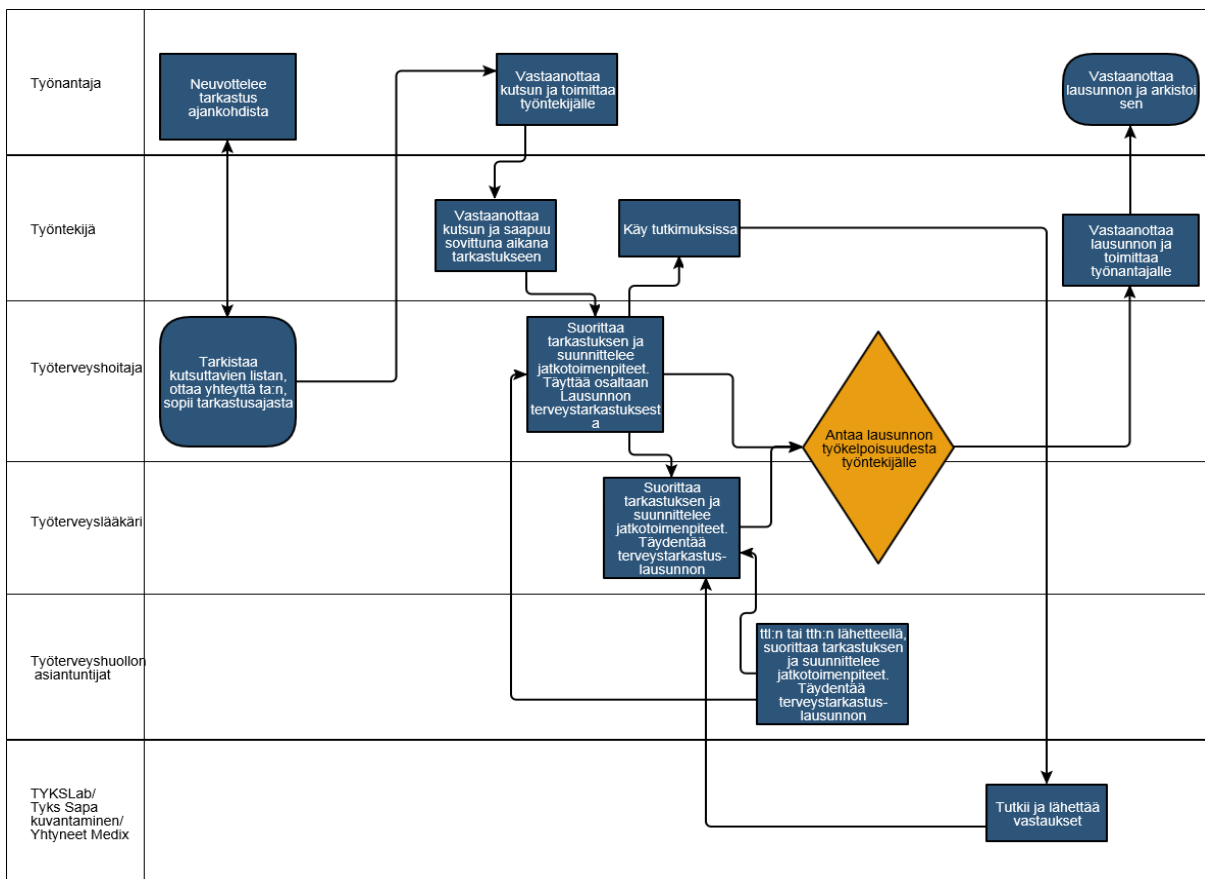 Työnantaja
Neuvottelee
tarkastus
ajankohdista
Vastaanottaa
kutsun ja toimittaa
työntekijälle
Vastaanottaa
lausunnon ja arkistoi
sen
Työntekijä
Vastaanottaa
kutsun ja saapuu
sovittuna aikana
tarkastukseen
Käy tutkimuksissa
Vastaanottaa
lausunnon ja
toimittaa
työnantajalle
Työterveyshoitaja
Tarkistaa
kutsuttavien listan,
ottaa yhteyttä ta:n,
sopii tarkastusajasta
Suorittaa
tarkastuksen ja
suunnittelee
jatkotoimenpiteet.
Täyttää osaltaan
Lausunnon
terveystarkastuksesta
Antaa lausunnon
työkelpoisuudesta
työntekijälle
Työterveyslääkäri
Suorittaa
tarkastuksen ja
suunnittelee
jatkotoimenpiteet.
Täydentää
terveystarkastus-
lausunnon
Työterveyshuollon
asiantuntijat
ttl:n tai tth:n lähetteellä,
suorittaa tarkastuksen
ja suunnittelee
jatkotoimenpiteet.
Täydentää
terveystarkastus-
lausunnon
TYKSLab/
Tyks Sapa
kuvantaminen/
Yhtyneet Medix
Tutkii ja lähettää
vastaukset